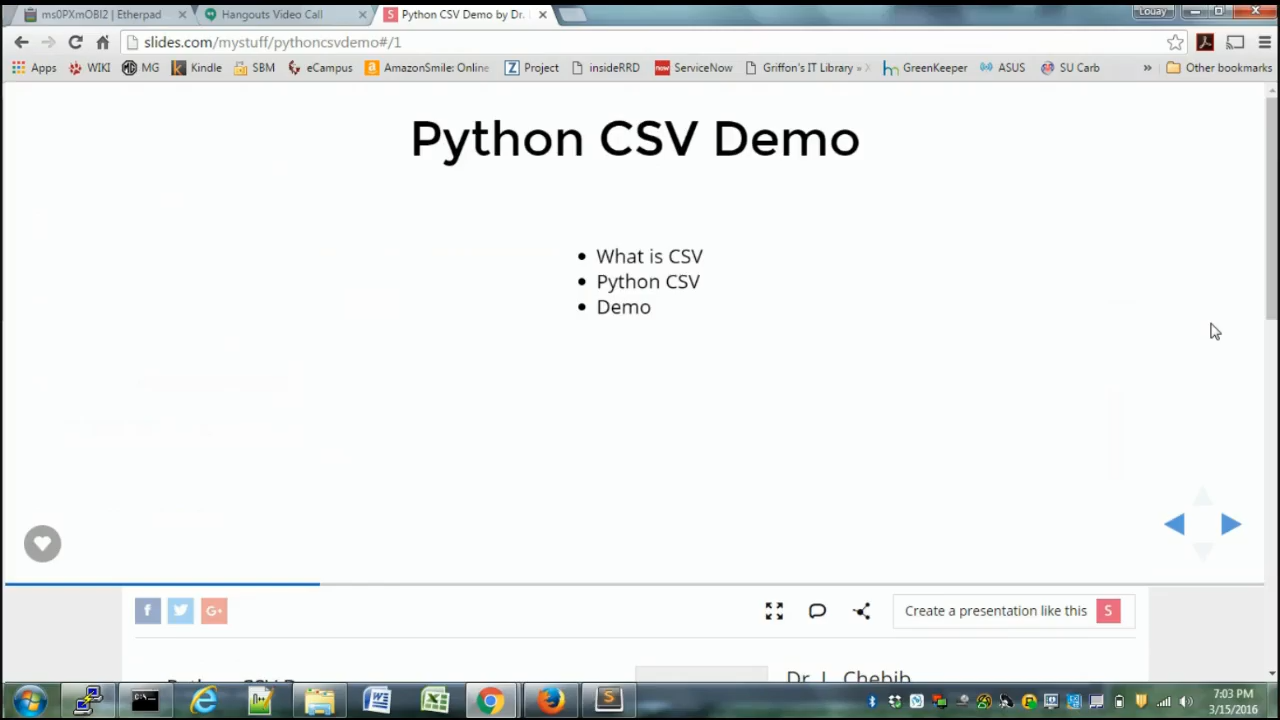 ms0PXmOBI2 | Etherpad
Hangouts Video Call
Python CSV Demo by Dr.
Louay
slides.com/mystuff/pythoncsvdemo#/1
Apps WIKI MG Kindle SBM eCampus AmazonSmile: Online Project insideRRD ServiceNow Griffon's IT Library » GreenKeeper ASUS SU Carto » Other bookmarks
Python CSV Demo
• What is CSV
• Python CSV
• Demo
Create a presentation like this S
Dr. L. Chehib
7:03 PM
3/15/2016